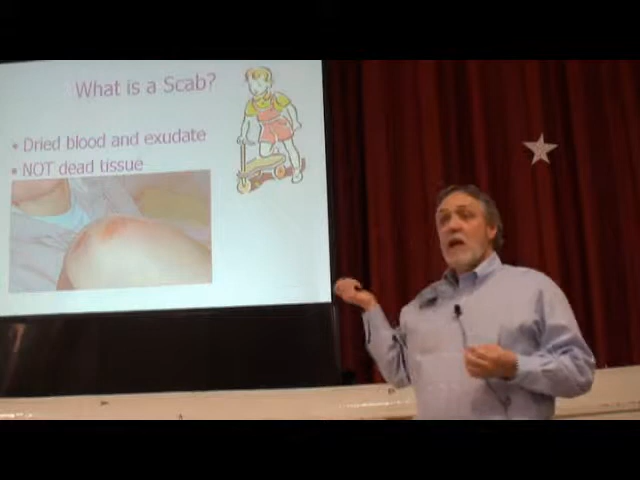 What is a Scab?
• Dried blood and exudate
• NOT dead tissue